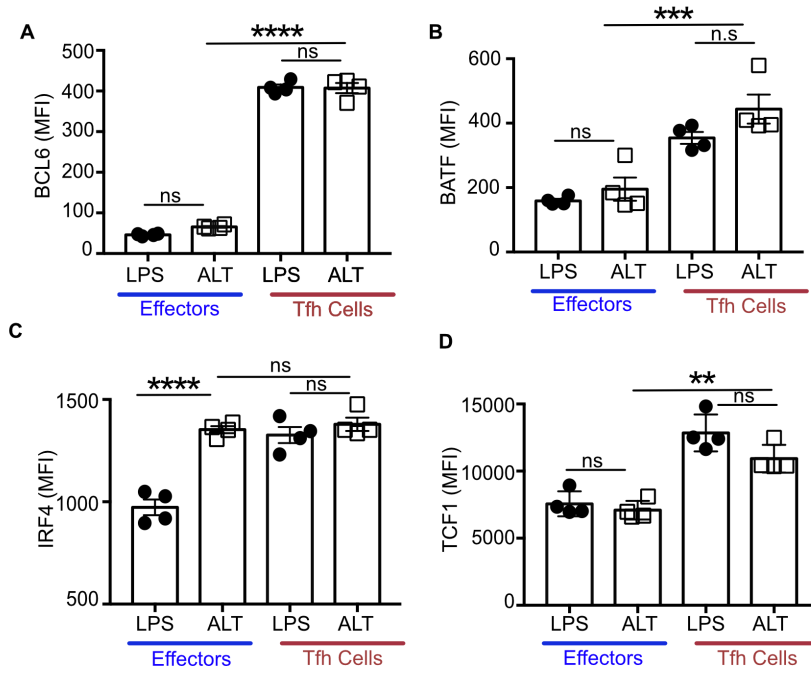 A
BCL6 (MFI)
500
400
300
200
100
0
ns
****
ns
LPS ALT LPS ALT
Effectors Tfh Cells
B
BATF (MFI)
600
400
200
0
ns
***
n.s
LPS ALT LPS ALT
Effectors Tfh Cells
C
IRF4 (MFI)
1500
1000
500
****
ns
ns
LPS ALT LPS ALT
Effectors Tfh Cells
D
TCF1 (MFI)
15000
10000
5000
0
ns
**
ns
LPS ALT LPS ALT
Effectors Tfh Cells